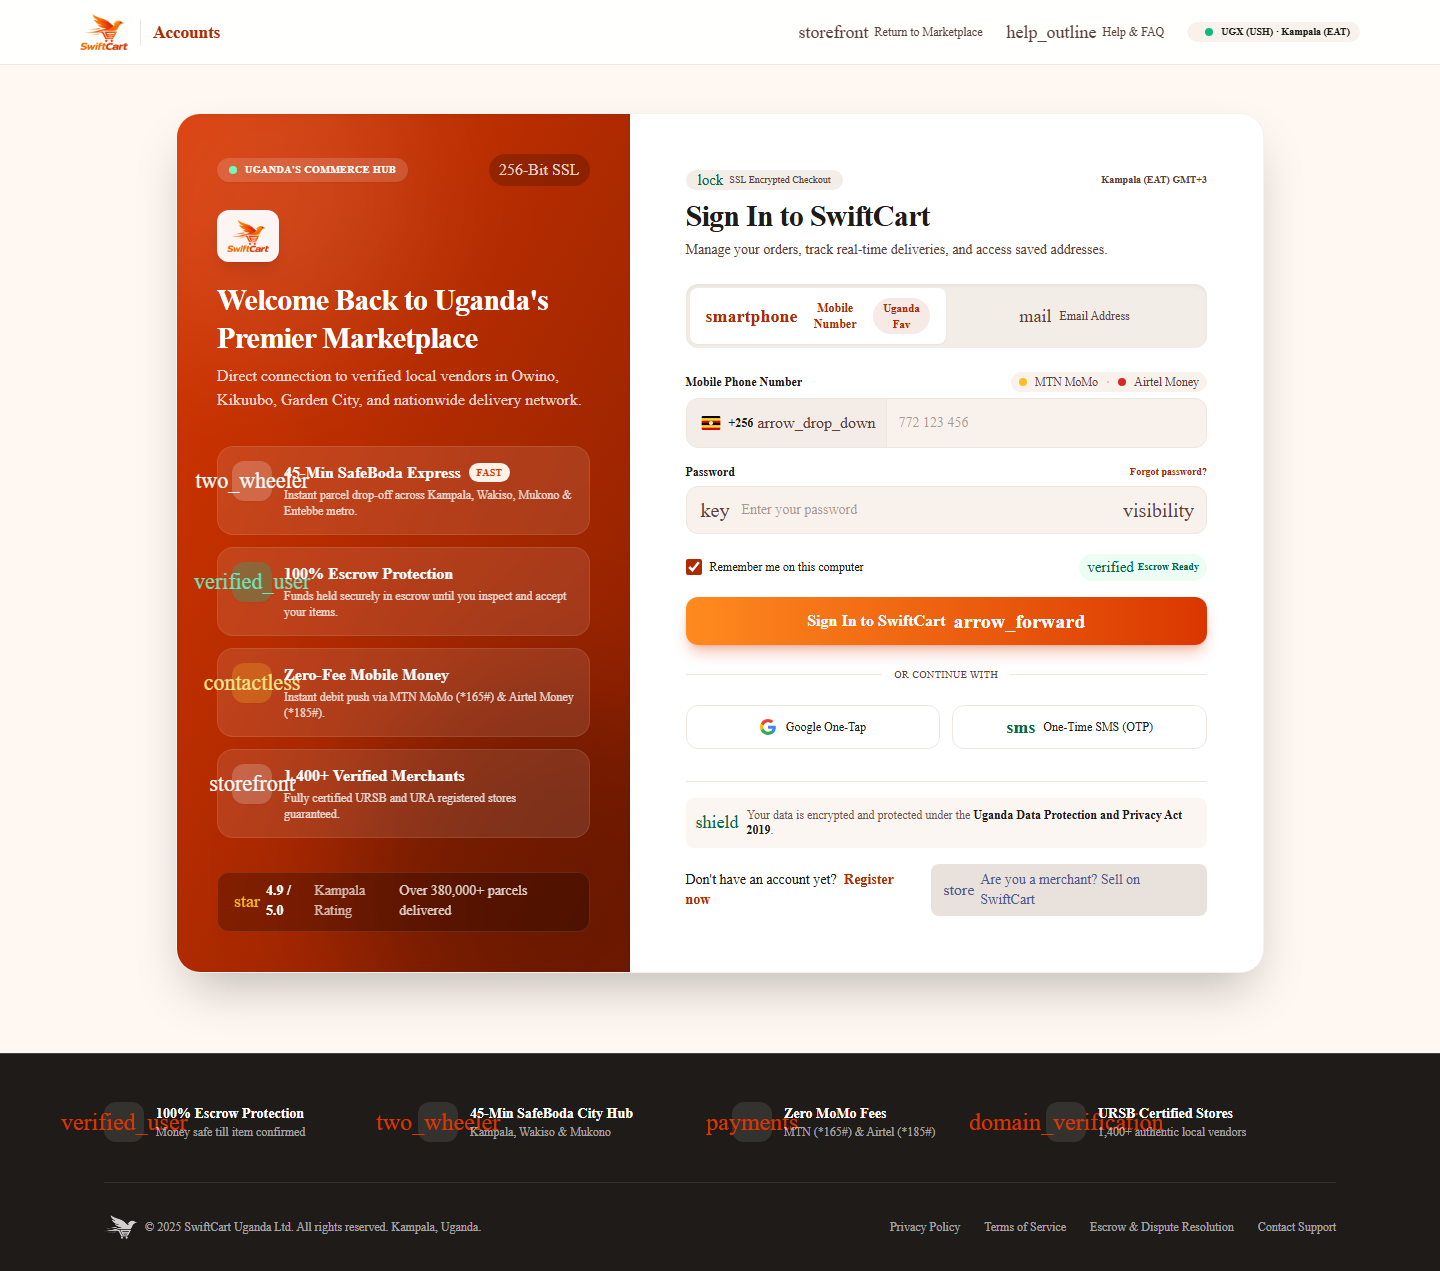 SwiftCart
Accounts
storefront Return to Marketplace
help_outline Help & FAQ
UGX (USH) · Kampala (EAT)
UGANDA'S COMMERCE HUB
256-Bit SSL
SwiftCart
Welcome Back to Uganda's
Premier Marketplace
Direct connection to verified local vendors in Owino,
Kikuubo, Garden City, and nationwide delivery network.
two_wheeler
45-Min SafeBoda Express FAST
Instant parcel drop-off across Kampala, Wakiso, Mukono &
Entebbe metro.
verified_user
100% Escrow Protection
Funds held securely in escrow until you inspect and accept
your items.
contactless
Zero-Fee Mobile Money
Instant debit push via MTN MoMo (*165#) & Airtel Money
(*185#).
storefront
1,400+ Verified Merchants
Fully certified URSB and URA registered stores
guaranteed.
star
4.9 /
5.0
Kampala
Rating
Over 380,000+ parcels
delivered
lock SSL Encrypted Checkout
Kampala (EAT) GMT+3
Sign In to SwiftCart
Manage your orders, track real-time deliveries, and access saved addresses.
smartphone
Mobile
Number
Uganda
Fav
mail Email Address
Mobile Phone Number
MTN MoMo · Airtel Money
+256 arrow_drop_down
772 123 456
Password
Forgot password?
key Enter your password
visibility
Remember me on this computer
verified Escrow Ready
Sign In to SwiftCart arrow_forward
OR CONTINUE WITH
Google One-Tap
sms One-Time SMS (OTP)
shield
Your data is encrypted and protected under the Uganda Data Protection and Privacy Act
2019.
Don't have an account yet? Register
now
store
Are you a merchant? Sell on
SwiftCart
verified_user
100% Escrow Protection
Money safe till item confirmed
two_wheeler
45-Min SafeBoda City Hub
Kampala, Wakiso & Mukono
payments
Zero MoMo Fees
MTN (*165#) & Airtel (*185#)
domain_verification
URSB Certified Stores
1,400+ authentic local vendors
© 2025 SwiftCart Uganda Ltd. All rights reserved. Kampala, Uganda.
Privacy Policy
Terms of Service
Escrow & Dispute Resolution
Contact Support